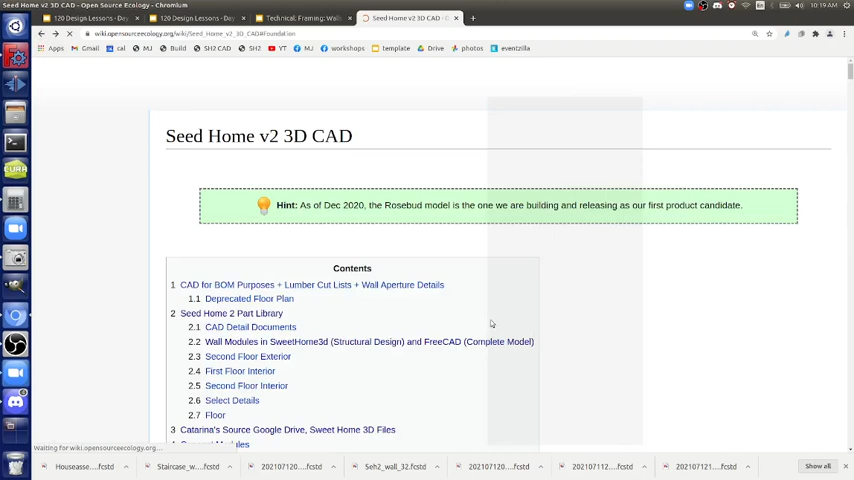 Seed Home v2 3D CAD - Open Source Ecology - Chromium
10:19 AM
120 Design Lessons - Day
120 Design Lessons - Day
Technical: Framing: Walls
Seed Home v2 3D CAD - O
wiki.opensourceecology.org/wiki/Seed_Home_v2_3D_CAD#Foundation
Apps Gmail cal MJ Build SH2 CAD SH2 YT MJ workshops template Drive photos eventzilla
Seed Home v2 3D CAD
Hint: As of Dec 2020, the Rosebud model is the one we are building and releasing as our first product candidate.
Contents
1 CAD for BOM Purposes + Lumber Cut Lists + Wall Aperture Details
1.1 Deprecated Floor Plan
2 Seed Home 2 Part Library
2.1 CAD Detail Documents
2.2 Wall Modules in SweetHome3d (Structural Design) and FreeCAD (Complete Model)
2.3 Second Floor Exterior
2.4 First Floor Interior
2.5 Second Floor Interior
2.6 Select Details
2.7 Floor
3 Catarina's Source Google Drive, Sweet Home 3D Files
Waiting for wiki.opensourceecology.org...
Houseasse....fcstd
Staircase_w....fcstd
202107120....fcstd
Seh2_wall_32.fcstd
202107120....fcstd
202107112....fcstd
202107121....fcstd
Show all